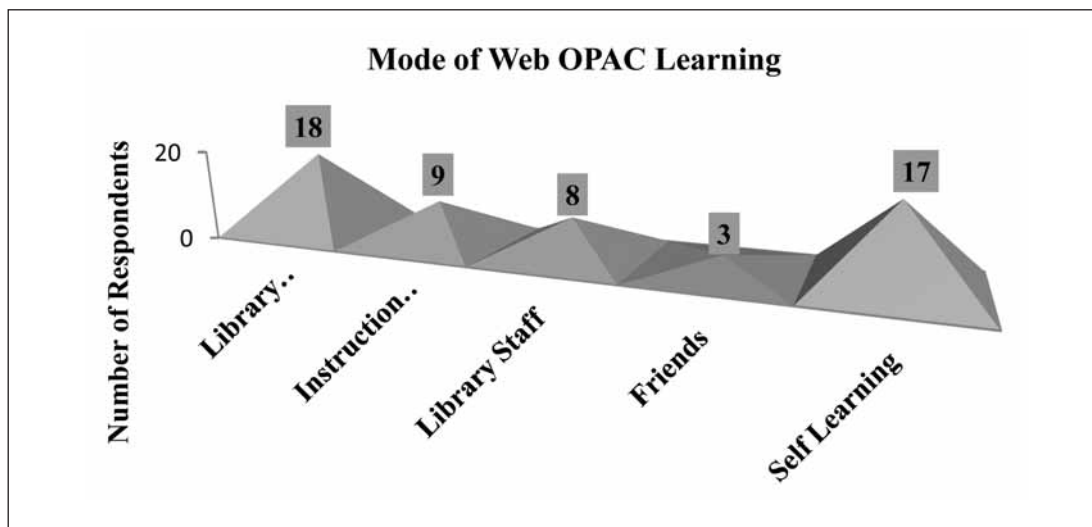 Mode of Web OPAC Learning
Number of Respondents
20
0
18
9
8
3
17
Library..
Instruction..
Library Staff
Friends
Self Learning